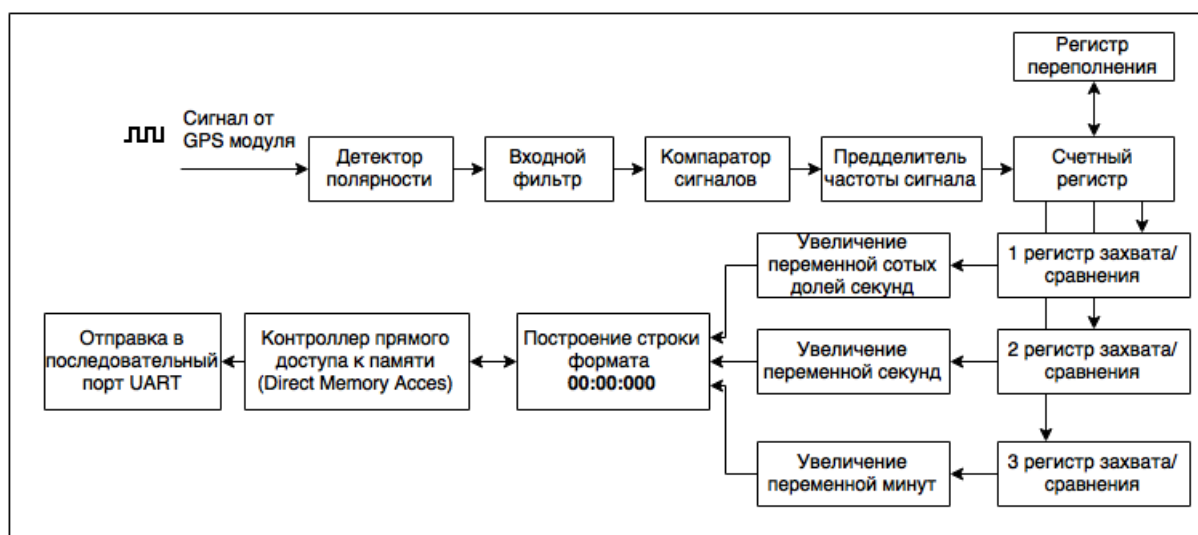 Регистр
переполнения
Сигнал от
GPS модуля
Детектор
полярности
Входной
фильтр
Компаратор
сигналов
Предделитель
частоты сигнала
Счетный
регистр
Увеличение
переменной сотых
долей секунд
1 регистр захвата/
сравнения
Отправка в
последовательный
порт UART
Контроллер прямого
доступа к памяти
(Direct Memory Acces)
Построение строки
формата
00:00:000
Увеличение
переменной секунд
2 регистр захвата/
сравнения
Увеличение
переменной минут
3 регистр захвата/
сравнения